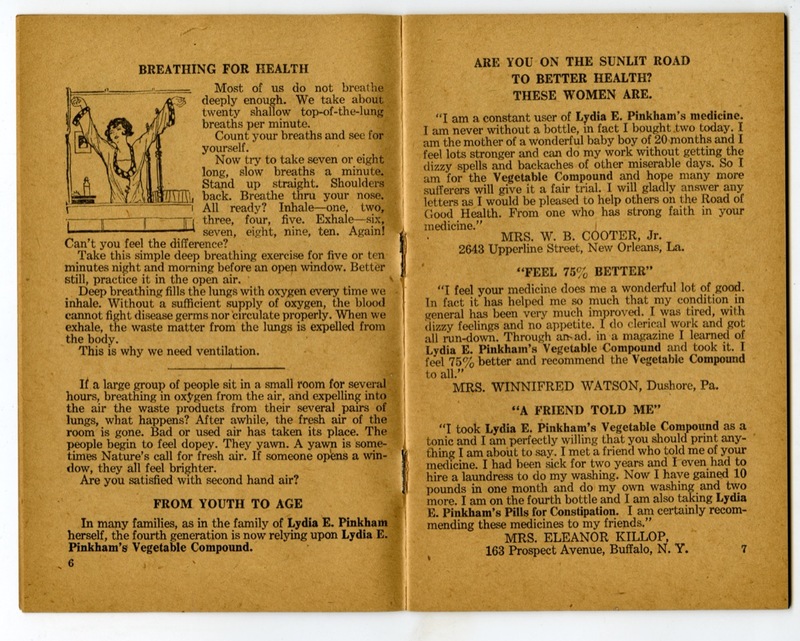 BREATHING FOR HEALTH
Most of us do not breathe
deeply enough. We take about
twenty shallow top-of-the-lung
breaths per minute.
Count your breaths and see for
yourself.
Now try to take seven or eight
long, slow breaths a minute.
Stand up straight. Shoulders
back. Breathe thru your nose.
All ready? Inhale—one, two,
three, four, five. Exhale—six,
seven, eight, nine, ten. Again!
Can't you feel the difference?
Take this simple deep breathing exercise for five or ten
minutes night and morning before an open window. Better
still, practice it in the open air.
Deep breathing fills the lungs with oxygen every time we
inhale. Without a sufficient supply of oxygen, the blood
cannot fight disease germs nor circulate properly. When we
exhale, the waste matter from the lungs is expelled from
the body.
This is why we need ventilation.
If a large group of people sit in a small room for several
hours, breathing in oxygen from the air, and expelling into
the air the waste products from their several pairs of
lungs, what happens? After awhile, the fresh air of the
room is gone. Bad or used air has taken its place. The
people begin to feel dopey. They yawn. A yawn is some-
times Nature's call for fresh air. If someone opens a win-
dow, they all feel brighter.
Are you satisfied with second hand air?
FROM YOUTH TO AGE
In many families, as in the family of Lydia E. Pinkham
herself, the fourth generation is now relying upon Lydia E.
Pinkham's Vegetable Compound.
6
ARE YOU ON THE SUNLIT ROAD
TO BETTER HEALTH?
THESE WOMEN ARE.
"I am a constant user of Lydia E. Pinkham's medicine.
I am never without a bottle, in fact I bought two today. I
am the mother of a wonderful baby boy of 20 months and I
feel lots stronger and can do my work without getting the
dizzy spells and backaches of other miserable days. So I
am for the Vegetable Compound and hope many more
sufferers will give it a fair trial. I will gladly answer any
letters as I would be pleased to help others on the Road of
Good Health. From one who has strong faith in your
medicine."
MRS. W. B. COOTER, Jr.
2643 Upperline Street, New Orleans, La.
"FEEL 75% BETTER"
"I feel your medicine does me a wonderful lot of good.
In fact it has helped me so much that my condition in
general has been very much improved. I was tired, with
dizzy feelings and no appetite. I do clerical work and got
all run-down. Through an ad. in a magazine I learned of
Lydia E. Pinkham's Vegetable Compound and took it. I
feel 75% better and recommend the Vegetable Compound
to all."
MRS. WINNIFRED WATSON, Dushore, Pa.
"A FRIEND TOLD ME"
"I took Lydia E. Pinkham's Vegetable Compound as a
tonic and I am perfectly willing that you should print any-
thing I am about to say. I met a friend who told me of your
medicine. I had been sick for two years and I even had to
hire a laundress to do my washing. Now I have gained 10
pounds in one month and do my own washing and two
more. I am on the fourth bottle and I am also taking Lydia
E. Pinkham's Pills for Constipation. I am certainly recom-
mending these medicines to my friends."
MRS. ELEANOR KILLOP,
163 Prospect Avenue, Buffalo, N. Y.
7